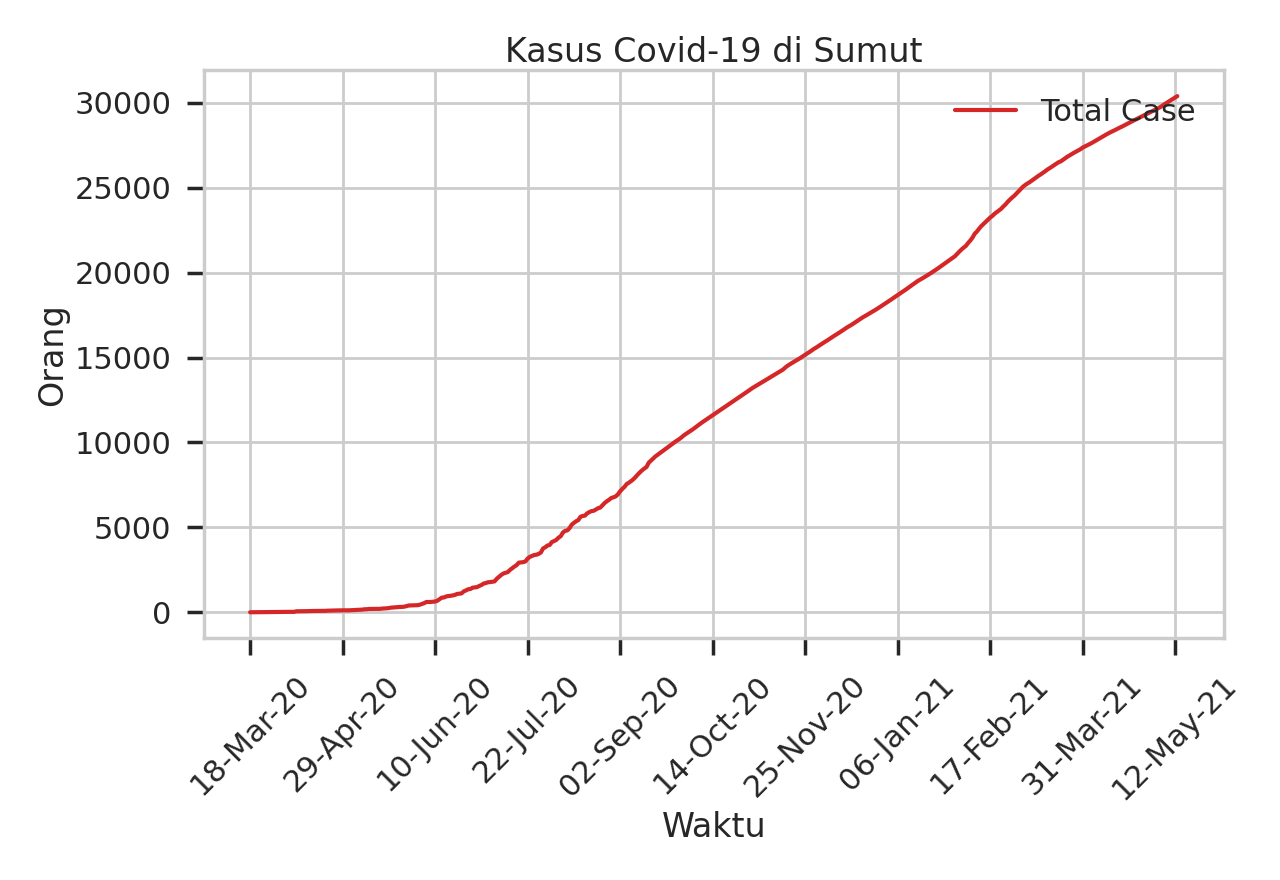 Kasus Covid-19 di Sumut
Total Case
Orang
30000
25000
20000
15000
10000
5000
0
18-Mar-20
29-Apr-20
10-Jun-20
22-Jul-20
02-Sep-20
14-Oct-20
25-Nov-20
06-Jan-21
17-Feb-21
31-Mar-21
12-May-21
Waktu